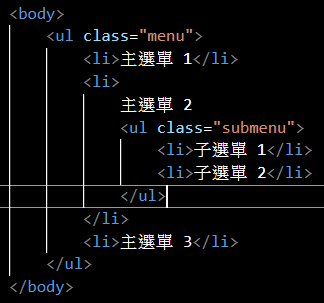 <body>
<ul class="menu">
<li>主選單 1</li>
<li>
主選單 2
<ul class="submenu">
<li>子選單 1</li>
<li>子選單 2</li>
</ul>
</li>
<li>主選單 3</li>
</ul>
</body>